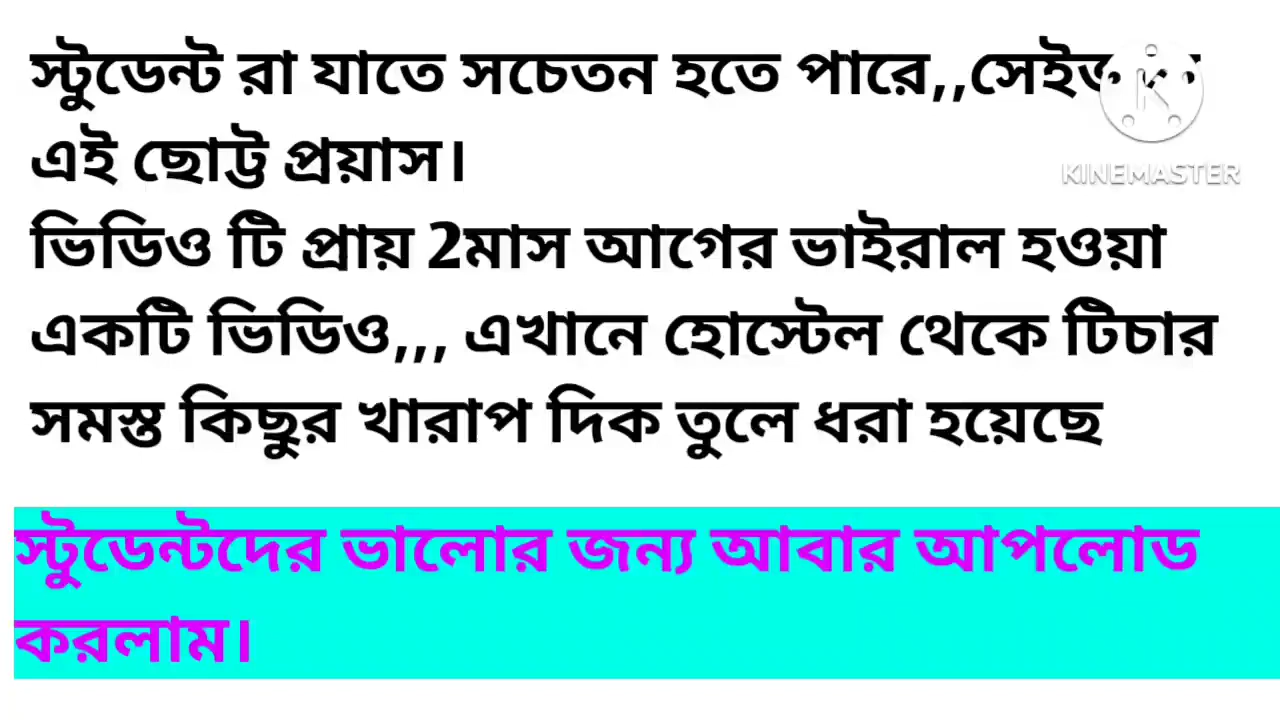 স্টুডেন্ট রা যাতে সচেতন হতে পারে,,
এই ছোট্ট প্রয়াস।
ভিডিও টি প্রায় 2মাস আগের ভাইরাল হওয়া
একটি ভিডিও,,, এখানে হোস্টেল থেকে টিচার
সমস্ত কিছুর খারাপ দিক তুলে ধরা হয়েছে
স্টুডেন্টদের ভালোর জন্য আবার আপলোড
করলাম।
KINEMASTER